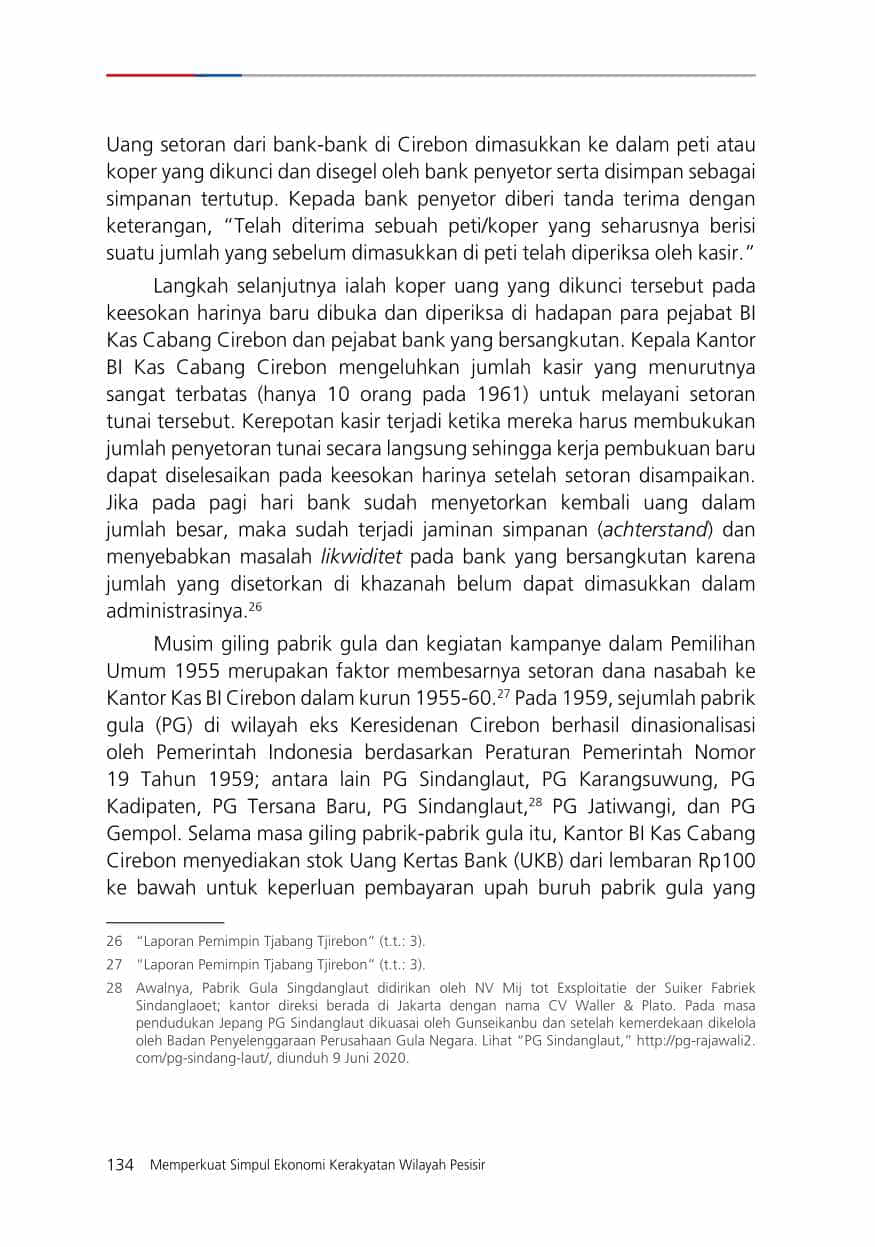 Uang setoran dari bank-bank di Cirebon dimasukkan ke dalam peti atau
koper yang dikunci dan disegel oleh bank penyetor serta disimpan sebagai
simpanan tertutup. Kepada bank penyetor diberi tanda terima dengan
keterangan, “Telah diterima sebuah peti/koper yang seharusnya berisi
suatu jumlah yang sebelum dimasukkan di peti telah diperiksa oleh kasir.”
Langkah selanjutnya ialah koper uang yang dikunci tersebut pada
keesokan harinya baru dibuka dan diperiksa di hadapan para pejabat BI
Kas Cabang Cirebon dan pejabat bank yang bersangkutan. Kepala Kantor
BI Kas Cabang Cirebon mengeluhkan jumlah kasir yang menurutnya
sangat terbatas (hanya 10 orang pada 1961) untuk melayani setoran
tunai tersebut. Kerepotan kasir terjadi ketika mereka harus membukukan
jumlah penyetoran tunai secara langsung sehingga kerja pembukuan baru
dapat diselesaikan pada keesokan harinya setelah setoran disampaikan.
Jika pada pagi hari bank sudah menyetorkan kembali uang dalam
jumlah besar, maka sudah terjadi jaminan simpanan (achterstand) dan
menyebabkan masalah likwiditet pada bank yang bersangkutan karena
jumlah yang disetorkan di khazanah belum dapat dimasukkan dalam
administrasinya.26
Musim giling pabrik gula dan kegiatan kampanye dalam Pemilihan
Umum 1955 merupakan faktor membesarnya setoran dana nasabah ke
Kantor Kas BI Cirebon dalam kurun 1955-60.27 Pada 1959, sejumlah pabrik
gula (PG) di wilayah eks Keresidenan Cirebon berhasil dinasionalisasi
oleh Pemerintah Indonesia berdasarkan Peraturan Pemerintah Nomor
19 Tahun 1959; antara lain PG Sindanglaut, PG Karangsuwung, PG
Kadipaten, PG Tersana Baru, PG Sindanglaut,28 PG Jatiwangi, dan PG
Gempol. Selama masa giling pabrik-pabrik gula itu, Kantor BI Kas Cabang
Cirebon menyediakan stok Uang Kertas Bank (UKB) dari lembaran Rp100
ke bawah untuk keperluan pembayaran upah buruh pabrik gula yang
26 “Laporan Pemimpin Tjabang Tjirebon” (t.t.: 3).
27 “Laporan Pemimpin Tjabang Tjirebon” (t.t.: 3).
28 Awalnya, Pabrik Gula Singdanglaut didirikan oleh NV Mij tot Exsploitatie der Suiker Fabriek
Sindanglaoet; kantor direksi berada di Jakarta dengan nama CV Waller & Plato. Pada masa
pendudukan Jepang PG Sindanglaut dikuasai oleh Gunseikanbu dan setelah kemerdekaan dikelola
oleh Badan Penyelenggaraan Perusahaan Gula Negara. Lihat “PG Sindanglaut,” http://pg-rajawali2.
com/pg-sindang-laut/, diunduh 9 Juni 2020.
134 Memperkuat Simpul Ekonomi Kerakyatan Wilayah Pesisir